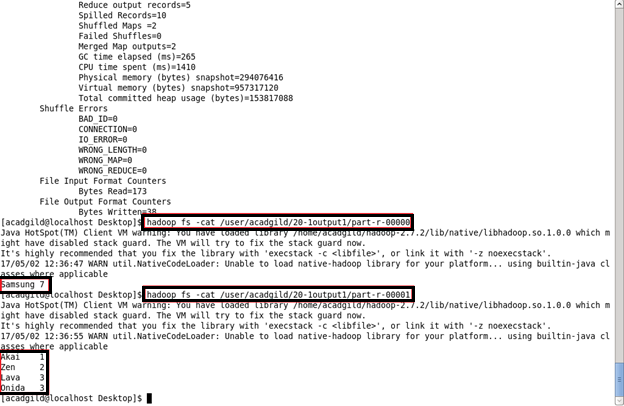 Reduce output records=5
Spilled Records=10
Shuffled Maps =2
Failed Shuffles=0
Merged Map outputs=2
GC time elapsed (ms)=265
CPU time spent (ms)=1410
Physical memory (bytes) snapshot=294076416
Virtual memory (bytes) snapshot=957317120
Total committed heap usage (bytes)=153817088
Shuffle Errors
BAD_ID=0
CONNECTION=0
IO_ERROR=0
WRONG_LENGTH=0
WRONG_MAP=0
WRONG_REDUCE=0
File Input Format Counters
Bytes Read=173
File Output Format Counters
Bytes Written=38
[acadgild@localhost Desktop]$ hadoop fs -cat /user/acadgild/20-1output1/part-r-00000
Java HotSpot(TM) Client VM warning: You have loaded library /home/acadgild/hadoop-2.7.2/lib/native/libhadoop.so.1.0.0 which m
ight have disabled stack guard. The VM will try to fix the stack guard now.
It's highly recommended that you fix the library with 'execstack -c <libfile>', or link it with '-z noexecstack'.
17/05/02 12:36:47 WARN util.NativeCodeLoader: Unable to load native-hadoop library for your platform... using builtin-java cl
asses where applicable
Samsung 7
[acadgild@localhost Desktop]$ hadoop fs -cat /user/acadgild/20-1output1/part-r-00001
Java HotSpot(TM) Client VM warning: You have loaded library /home/acadgild/hadoop-2.7.2/lib/native/libhadoop.so.1.0.0 which m
ight have disabled stack guard. The VM will try to fix the stack guard now.
It's highly recommended that you fix the library with 'execstack -c <libfile>', or link it with '-z noexecstack'.
17/05/02 12:36:55 WARN util.NativeCodeLoader: Unable to load native-hadoop library for your platform... using builtin-java cl
asses where applicable
Akai 1
Zen 2
Lava 3
Onida 3
[acadgild@localhost Desktop]$